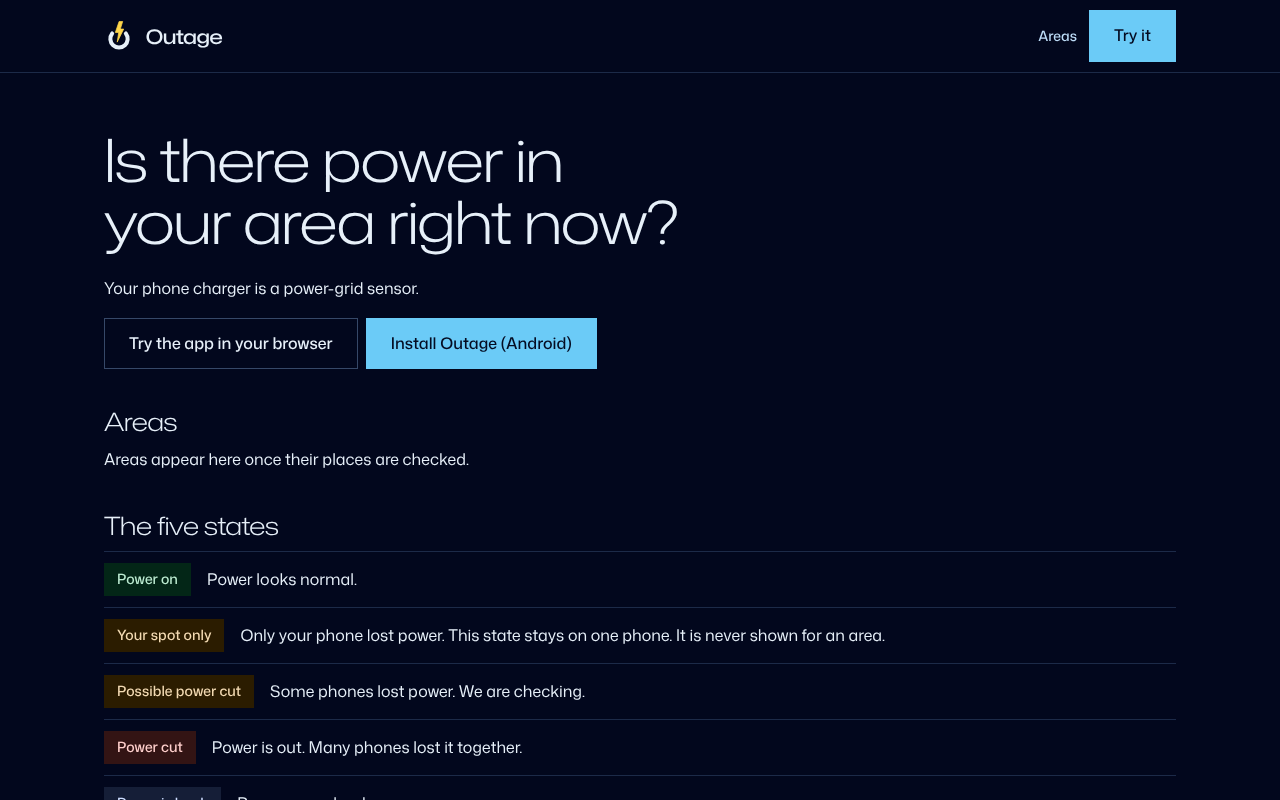 Outage
Areas
Try it
Is there power in
your area right now?
Your phone charger is a power-grid sensor.
Try the app in your browser
Install Outage (Android)
Areas
Areas appear here once their places are checked.
The five states
Power on
Power looks normal.
Your spot only
Only your phone lost power. This state stays on one phone. It is never shown for an area.
Possible power cut
Some phones lost power. We are checking.
Power cut
Power is out. Many phones lost it together.